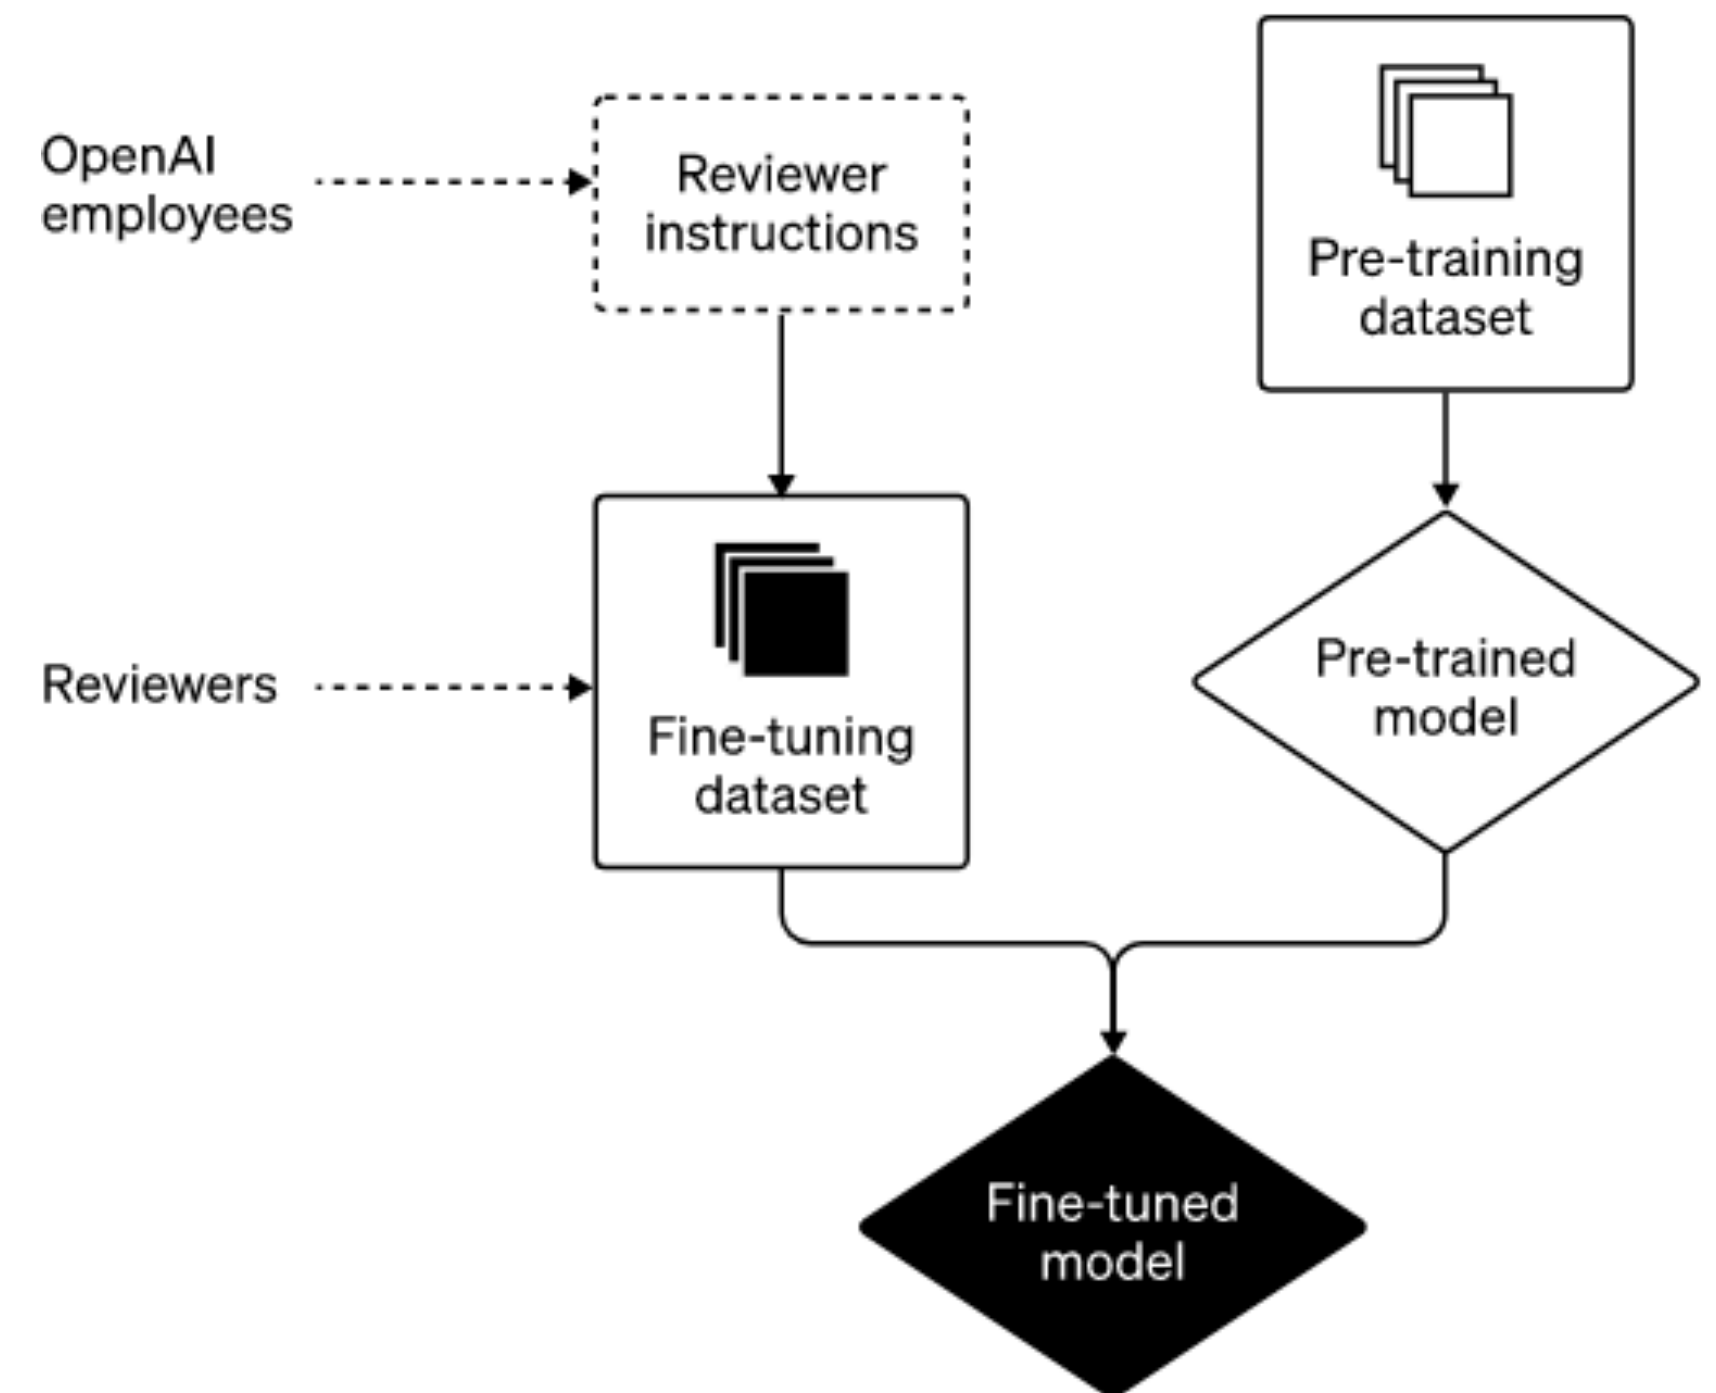 OpenAI
employees
Reviewer
instructions
Pre-training
dataset
Reviewers
Fine-tuning
dataset
Pre-trained
model
Fine-tuned
model